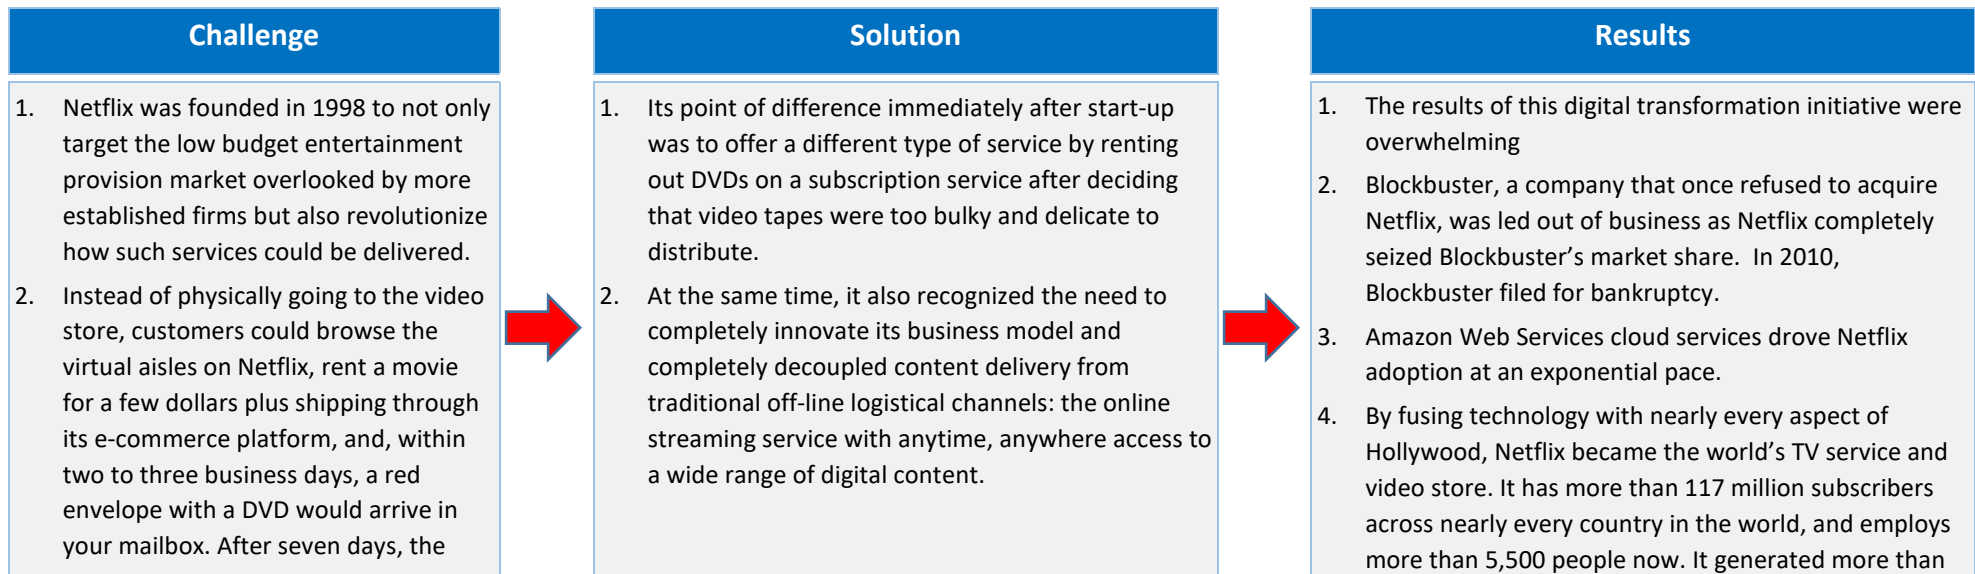 Challenge
1. Netflix was founded in 1998 to not only
target the low budget entertainment
provision market overlooked by more
established firms but also revolutionize
how such services could be delivered.
2. Instead of physically going to the video
store, customers could browse the
virtual aisles on Netflix, rent a movie
for a few dollars plus shipping through
its e-commerce platform, and, within
two to three business days, a red
envelope with a DVD would arrive in
your mailbox. After seven days, the
Solution
1. Its point of difference immediately after start-up
was to offer a different type of service by renting
out DVDs on a subscription service after deciding
that video tapes were too bulky and delicate to
distribute.
2. At the same time, it also recognized the need to
completely innovate its business model and
completely decoupled content delivery from
traditional off-line logistical channels: the online
streaming service with anytime, anywhere access to
a wide range of digital content.
Results
1. The results of this digital transformation initiative were
overwhelming
2. Blockbuster, a company that once refused to acquire
Netflix, was led out of business as Netflix completely
seized Blockbuster’s market share. In 2010,
Blockbuster filed for bankruptcy.
3. Amazon Web Services cloud services drove Netflix
adoption at an exponential pace.
4. By fusing technology with nearly every aspect of
Hollywood, Netflix became the world’s TV service and
video store. It has more than 117 million subscribers
across nearly every country in the world, and employs
more than 5,500 people now. It generated more than